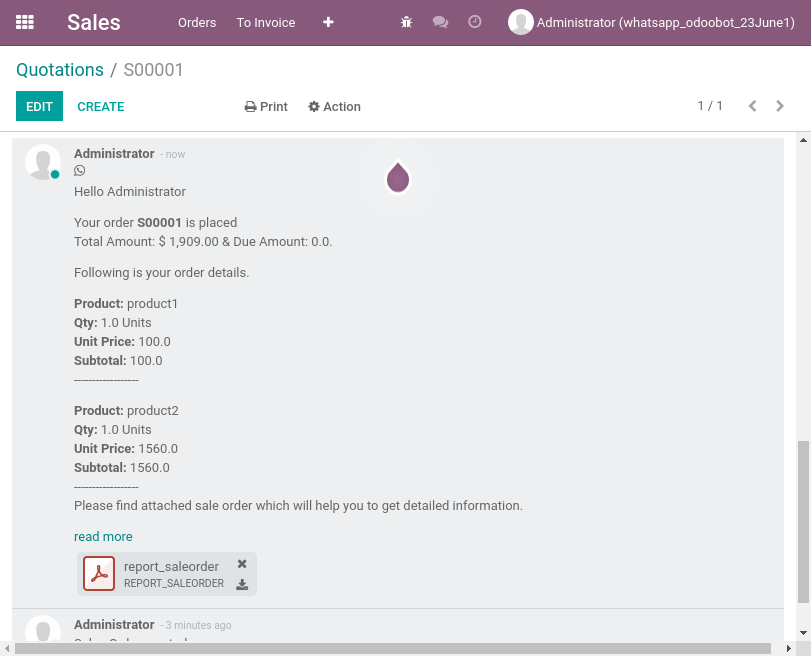 Sales Orders To Invoice Administrator (whatsapp_odoobot_23June1)
Quotations / S00001
EDIT CREATE Print Action 1 / 1
Administrator - now
Hello Administrator
Your order S00001 is placed
Total Amount: $ 1,909.00 & Due Amount: 0.0.
Following is your order details.
Product: product1
Qty: 1.0 Units
Unit Price: 100.0
Subtotal: 100.0
-----------------
Product: product2
Qty: 1.0 Units
Unit Price: 1560.0
Subtotal: 1560.0
-----------------
Please find attached sale order which will help you to get detailed information.
read more
report_saleorder
REPORT_SALEORDER
Administrator - 3 minutes ago